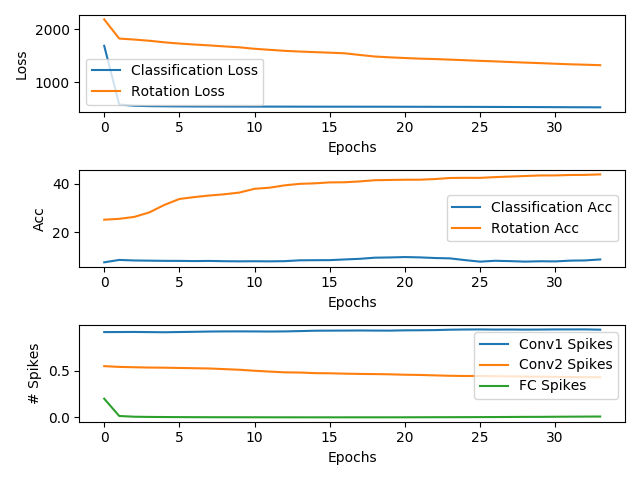 2000
1000
Loss
Classification Loss
Rotation Loss
0 5 10 15 20 25 30
Epochs
40
20
Acc
Classification Acc
Rotation Acc
0 5 10 15 20 25 30
Epochs
0.5
0.0
# Spikes
Conv1 Spikes
Conv2 Spikes
FC Spikes
0 5 10 15 20 25 30
Epochs